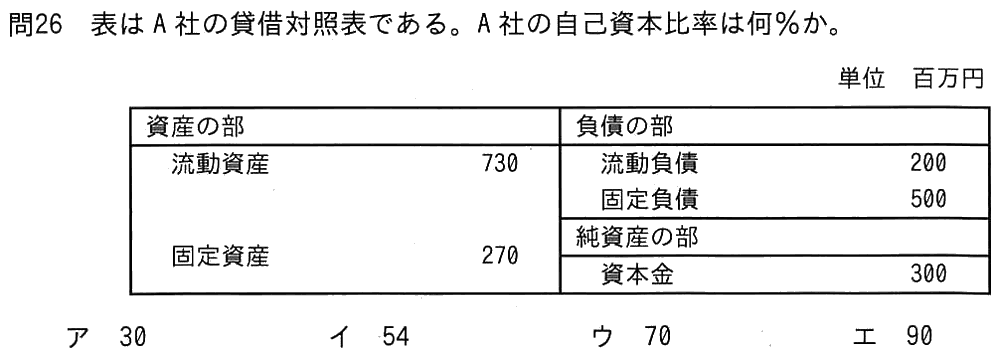 問26 表はA社の貸借対照表である。A社の自己資本比率は何%か。
単位 百万円
資産の部 負債の部
流動資産 730 流動負債 200
固定負債 500
純資産の部
固定資産 270
資本金 300
ア 30 イ 54 ウ 70 エ 90